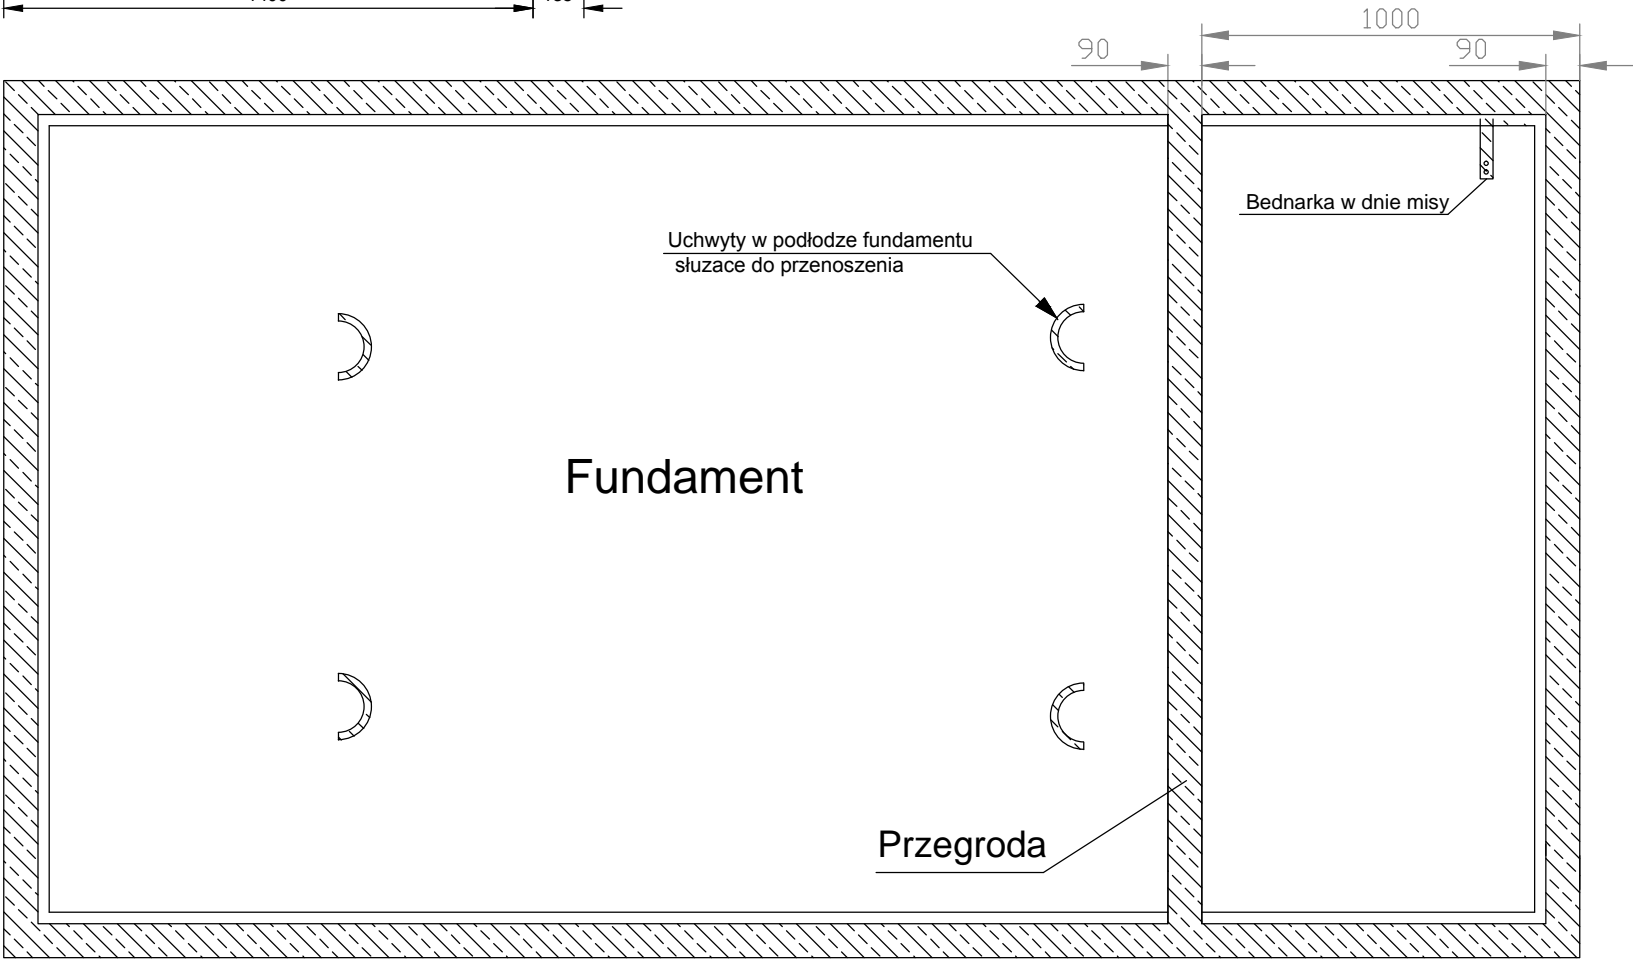 1000
90
90
Bednarka w dnie misy
Uchwyty w podłodze fundamentu
słuzace do przenoszenia
Fundament
Przegroda